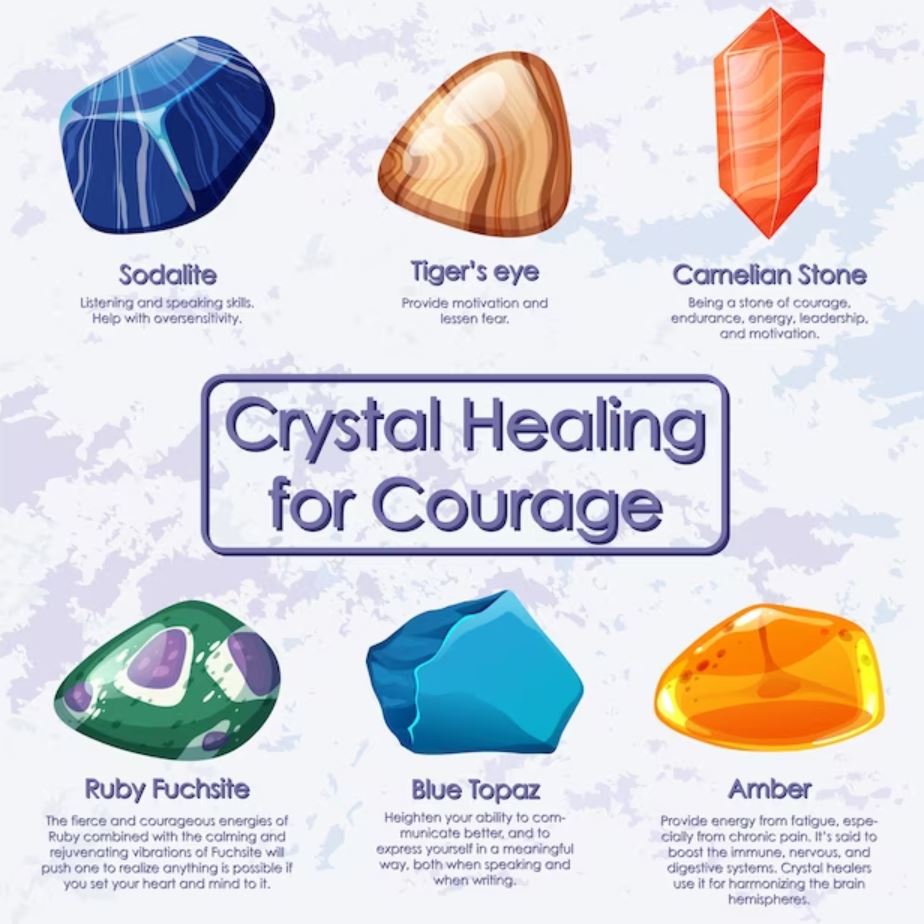 Sodalite
Listening and speaking skills.
Help with oversensitivity.
Tiger's eye
Provide motivation and
lessen fear.
Carnelian Stone
Being a stone of courage,
endurance, energy, leadership,
and motivation.
Crystal Healing
for Courage
Ruby Fuchsite
The fierce and courageous energies of
Ruby combined with the calming and
rejuvenating vibrations of Fuchsite will
push one to realize anything is possible if
you set your heart and mind to it.
Blue Topaz
Heighten your ability to com-
municate better, and to
express yourself in a meaningful
way, both when speaking and
when writing.
Amber
Provide energy from fatigue, espe-
cially from chronic pain. It's said to
boost the immune, nervous, and
digestive systems. Crystal healers
use it for harmonizing the brain
hemispheres.